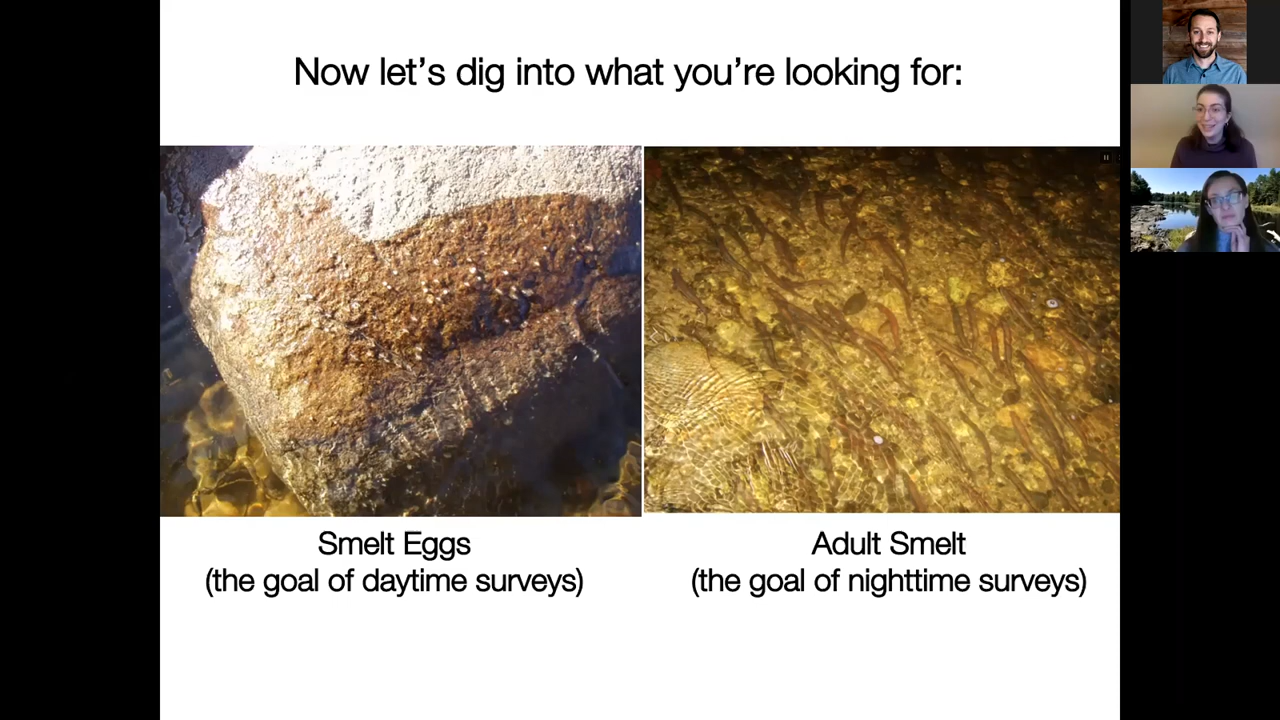 Now let’s dig into what you’re looking for:
Smelt Eggs
(the goal of daytime surveys)
Adult Smelt
(the goal of nighttime surveys)